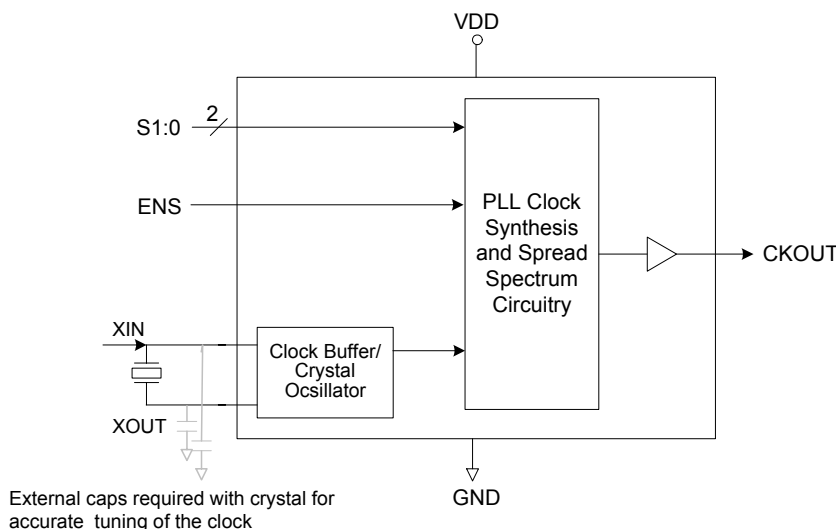 VDD
2
S1:0
ENS
PLL Clock
Synthesis
and Spread
Spectrum
Circuitry
CKOUT
XIN
Clock Buffer/
Crystal
Ocsillator
XOUT
GND
External caps required with crystal for
accurate tuning of the clock